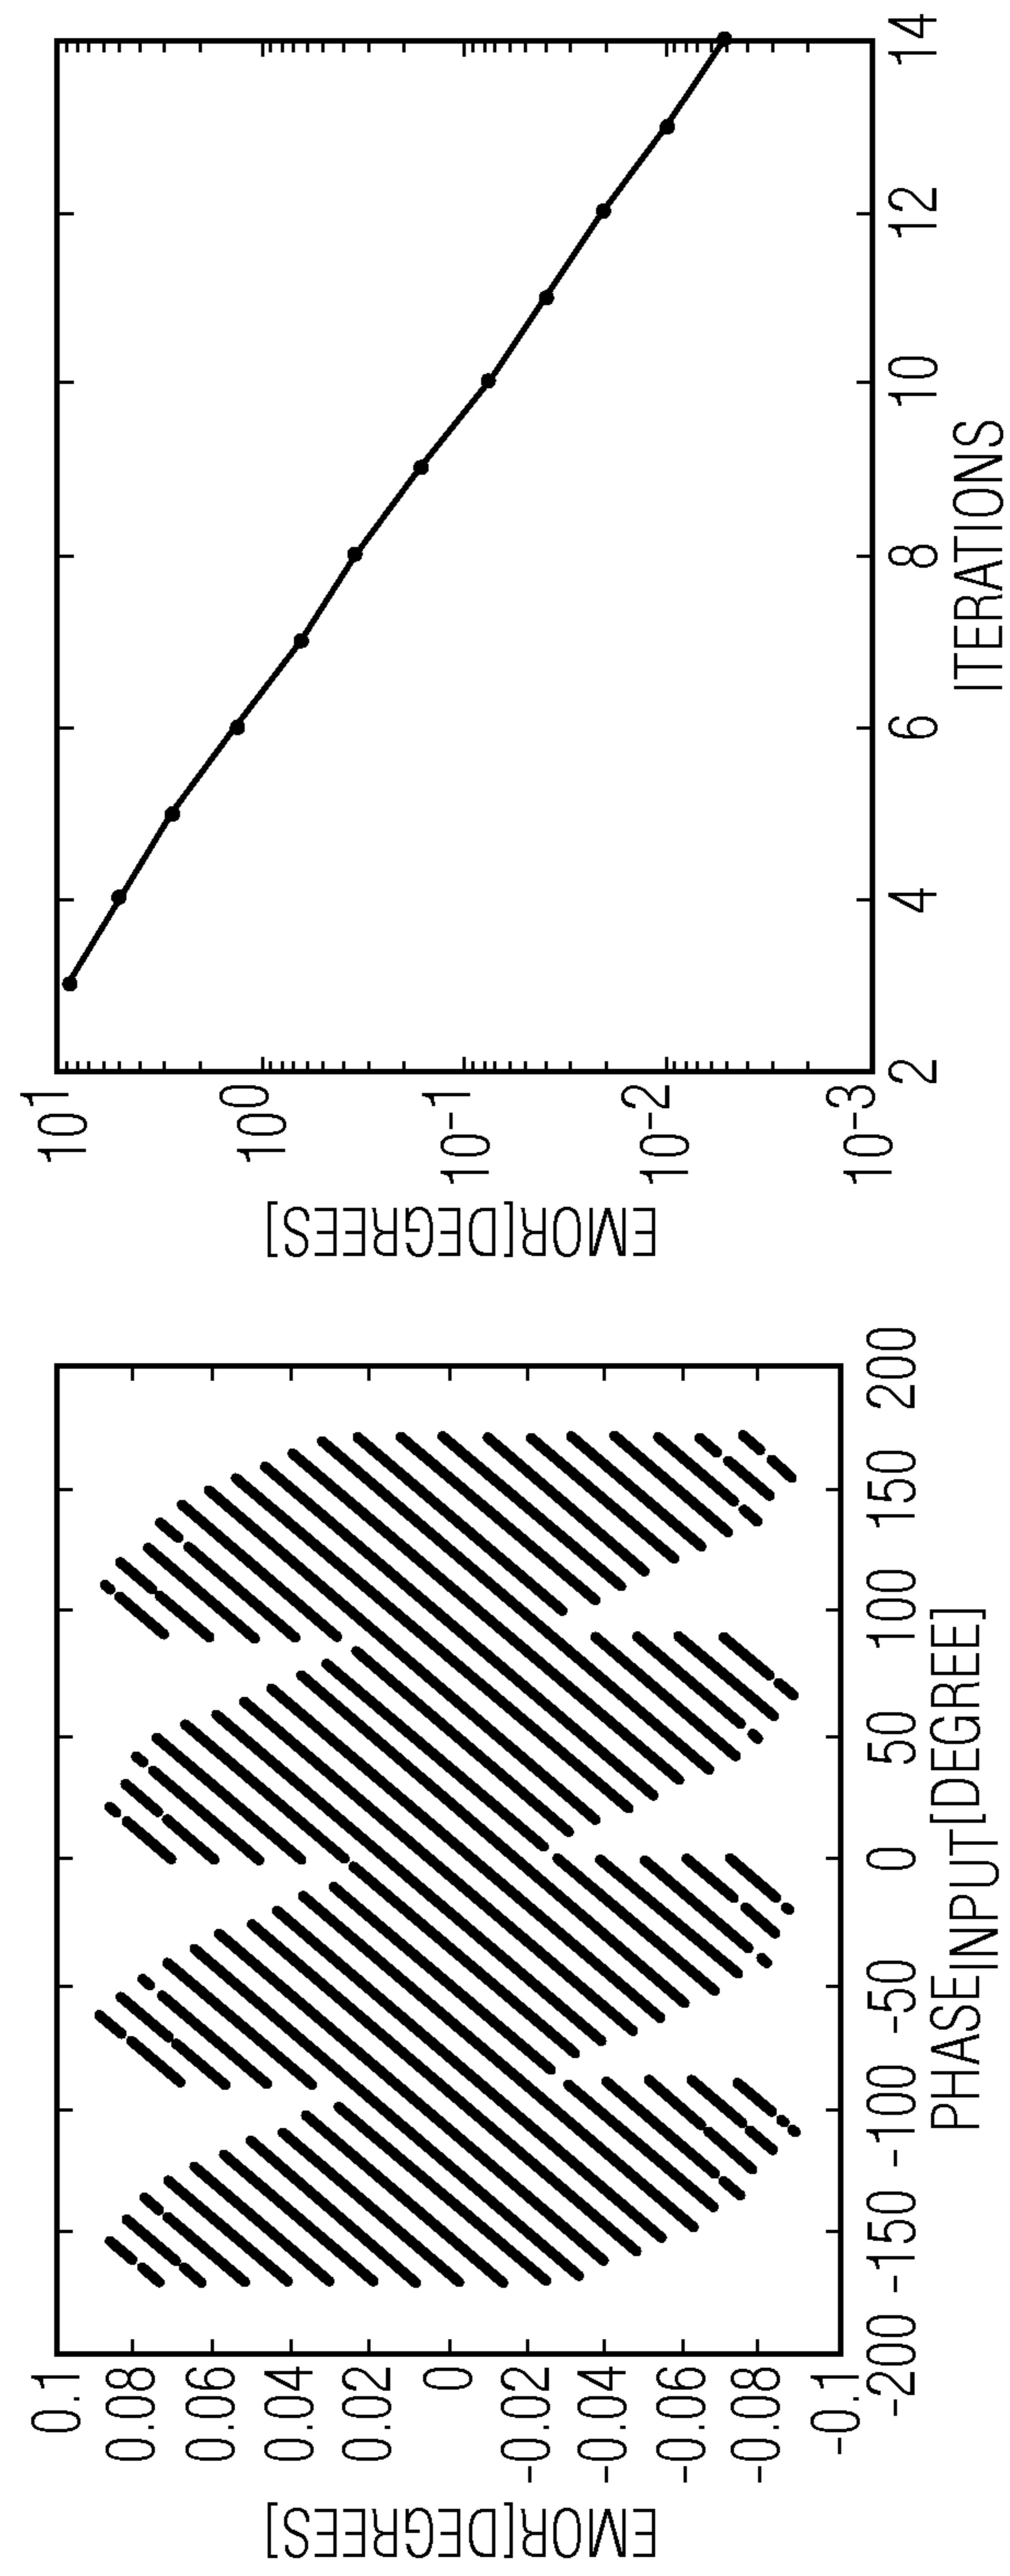 EMOR[DEGREES]
0.1
0.08
0.06
0.04
0.02
0
-0.02
-0.04
-0.06
-0.08
-0.1
-200 -150 -100 -50 0 50 100 150 200
PHASE INPUT [DEGREE]
EMOR[DEGREES]
10 1
10 0
10 -1
10 -2
10 -3
2 4 6 8 10 12 14
ITERATIONS